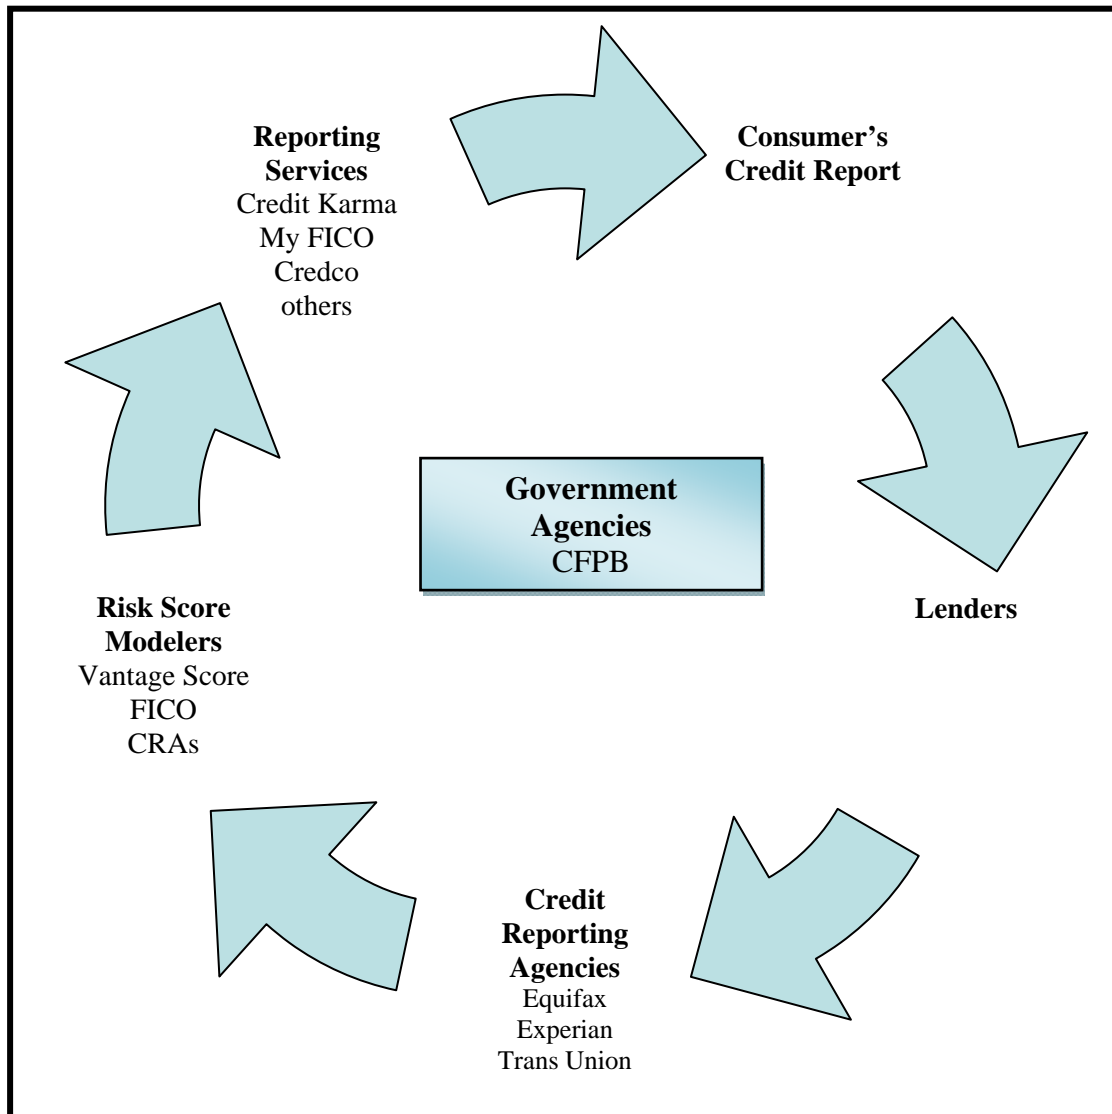 Reporting
Services
Credit Karma
My FICO
Credco
others
Consumer’s
Credit Report
Government
Agencies
CFPB
Risk Score
Modelers
Vantage Score
FICO
CRAs
Lenders
Credit
Reporting
Agencies
Equifax
Experian
Trans Union